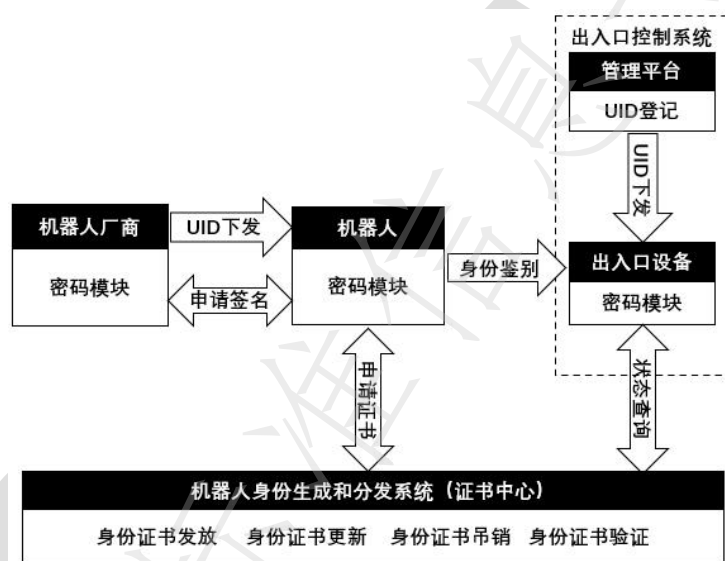 出入口控制系统
管理平台
UID登记
UID下发
机器人厂商
密码模块
UID下发
申请签名
机器人
密码模块
身份鉴别
出入口设备
密码模块
申请证书
状态查询
机器人身份生成和分发系统（证书中心）
身份证书发放 身份证书更新 身份证书吊销 身份证书验证